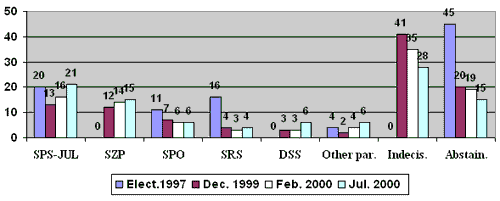 50
40
30
20
10
0
20 13 16 21
0 12 14 15
11 7 6 6
16 4 3 4
0 3 3 6
4 2 4 6
0 41 35 28
45 20 19 15
SPS-JUL SZP SPO SRS DSS Other par. Indecis. Abstain.
Elect.1997 Dec. 1999 Feb. 2000 Jul. 2000